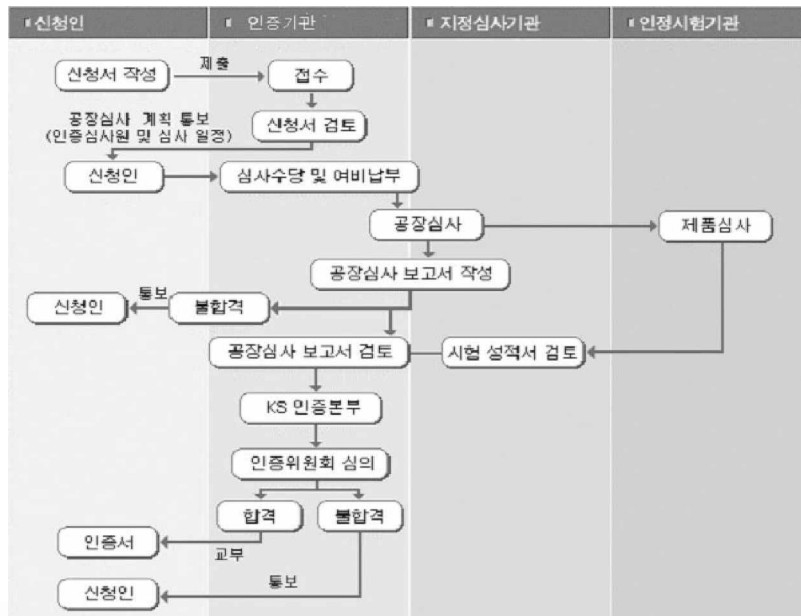 신청인
인증기관
지정심사기관
인정시험기관
신청서 작성
제출
접수
공장심사 계획 통보
(인증심사원 및 심사 일정)
신청서 검토
신청인
심사수당 및 여비납부
공장심사
제품심사
공장심사 보고서 작성
신청인
통보
불합격
공장심사 보고서 검토
시험 성적서 검토
KS 인증본부
인증위원회 심의
합격
불합격
인증서
교부
신청인
통보